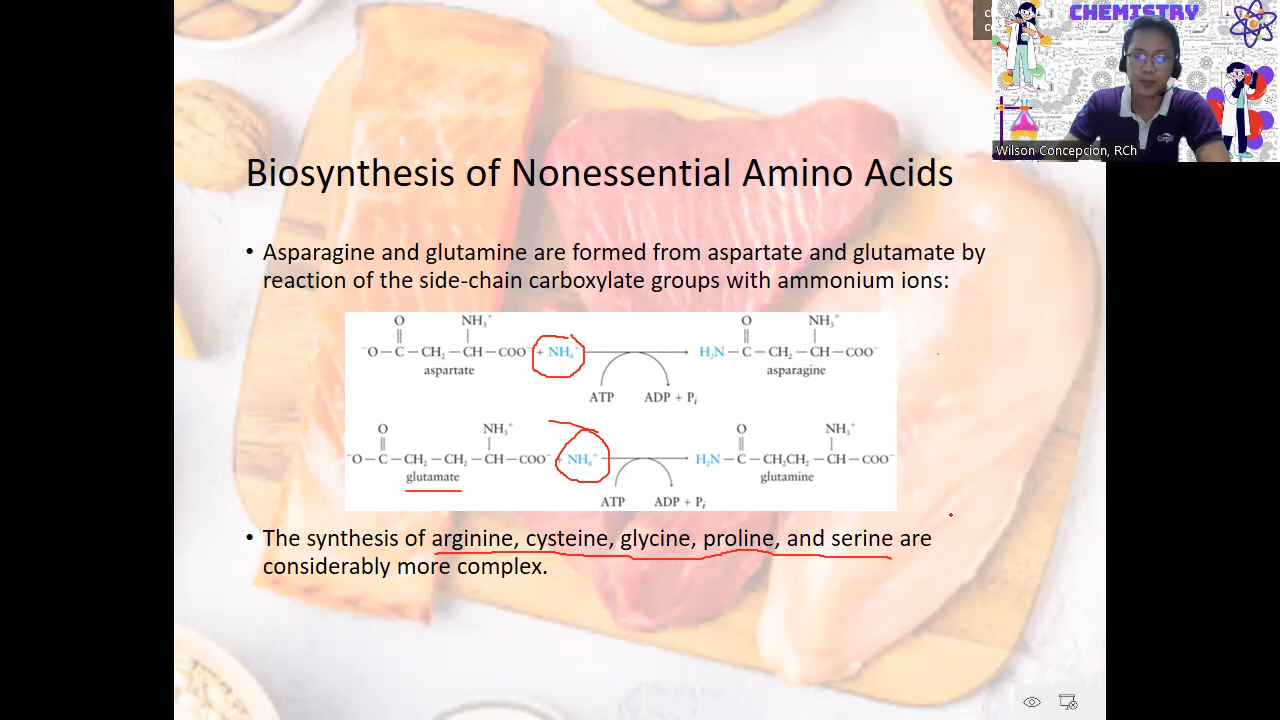 CHEMISTRY
Wilson Concepcion, RCh
Biosynthesis of Nonessential Amino Acids
• Asparagine and glutamine are formed from aspartate and glutamate by
reaction of the side-chain carboxylate groups with ammonium ions:
O NH₃⁺ O NH₃⁺
⁻O—C—CH₂—CH—COO⁻ + NH₄⁺ H₂N—C—CH₂—CH—COO⁻
aspartate asparagine
ATP ADP + Pᵢ
O NH₃⁺ O NH₃⁺
⁻O—C—CH₂—CH₂—CH—COO⁻ + NH₄⁺ H₂N—C—CH₂CH₂—CH—COO⁻
glutamate glutamine
ATP ADP + Pᵢ
• The synthesis of arginine, cysteine, glycine, proline, and serine are
considerably more complex.